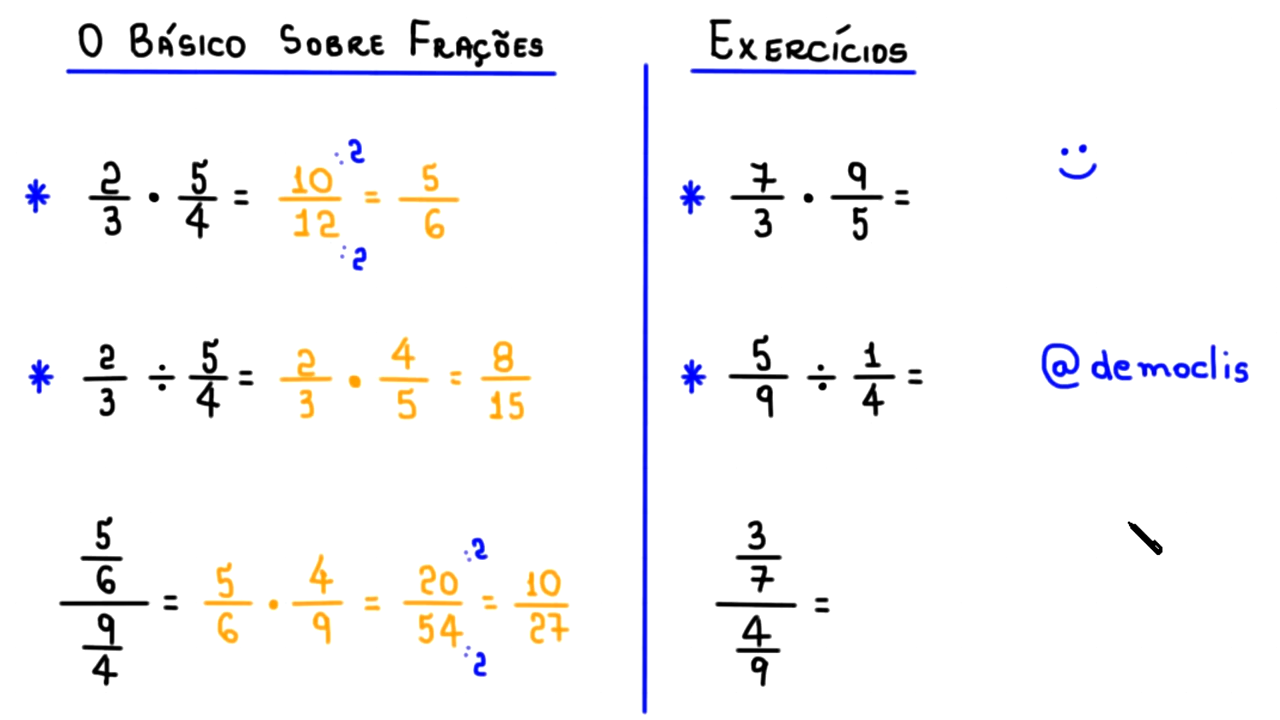 O BÁSICO SOBRE FRAÇÕES
* 2/3 · 5/4 = 10/12 :2 :2 = 5/6
* 2/3 ÷ 5/4 = 2/3 · 4/5 = 8/15
5/6 / 9/4 = 5/6 · 4/9 = 20/54 :2 :2 = 10/27
EXERCÍCIOS
* 7/3 · 9/5 =
* 5/9 ÷ 1/4 =
3/7 / 4/9 =
@democlis